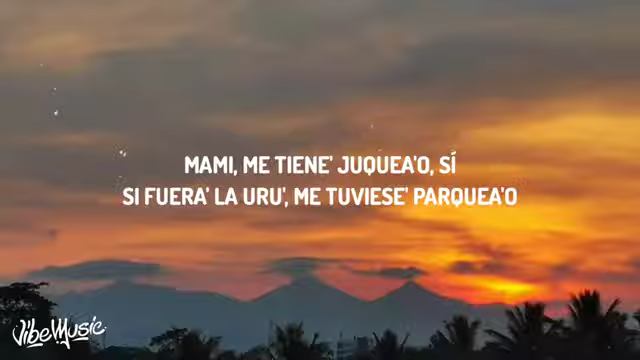 MAMI, ME TIENE' JUQUEA'O, SÍ
SI FUERA' LA URU', ME TUVIESE' PARQUEA'O
VibeMusic